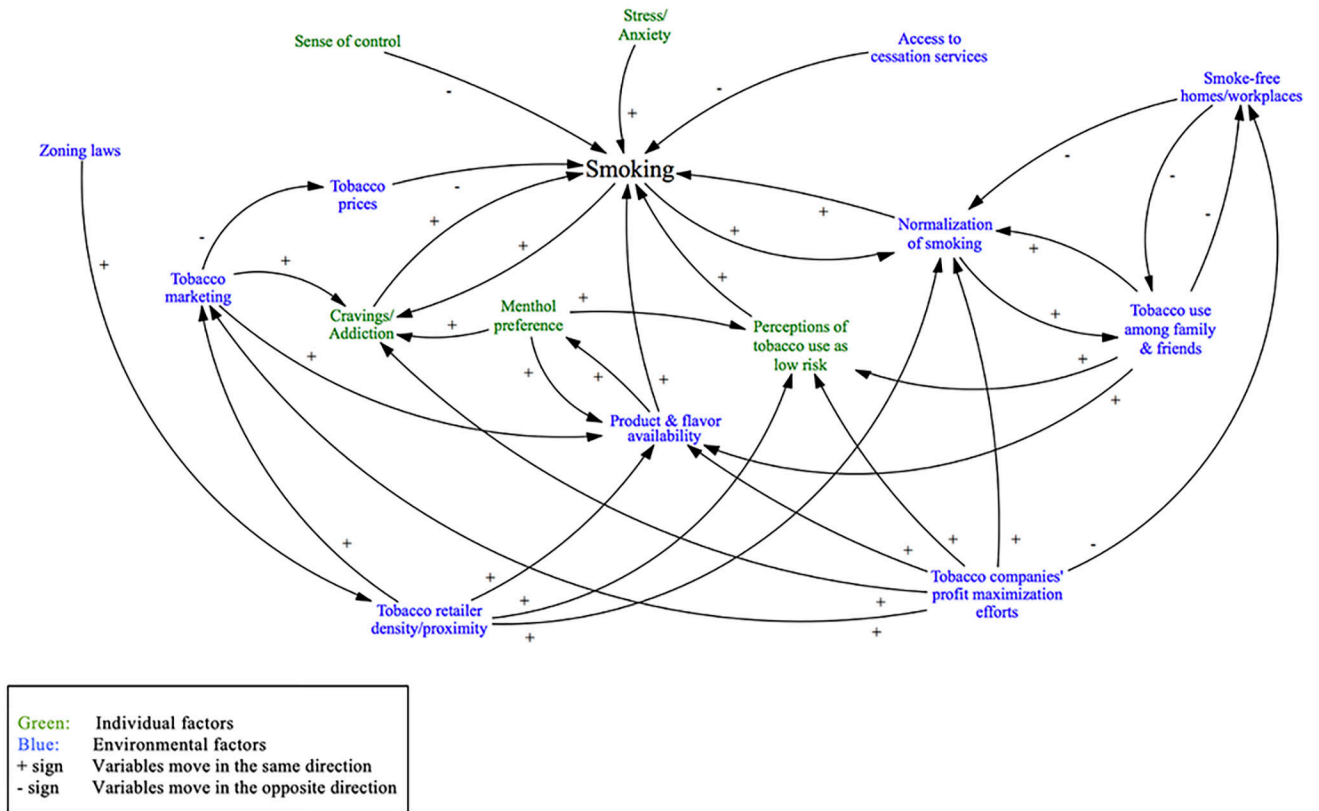 Stress/
Anxiety
Sense of control
Access to
cessation services
Smoke-free
homes/workplaces
-
-
+
Zoning laws
Smoking
-
Tobacco
prices
-
-
+
+
Normalization
of smoking
-
-
+
+
+
+
+
Tobacco
marketing
+
Cravings/
Addiction
Menthol
preference
+
+
+
Perceptions of
tobacco use as
low risk
Tobacco use
among family
& friends
+
+
+
+
+
+
+
Product & flavor
availability
+
+
+
+
-
+
Tobacco companies'
profit maximization
efforts
+
+
+
Tobacco retailer
density/proximity
+
+
Green: Individual factors
Blue: Environmental factors
+ sign Variables move in the same direction
- sign Variables move in the opposite direction